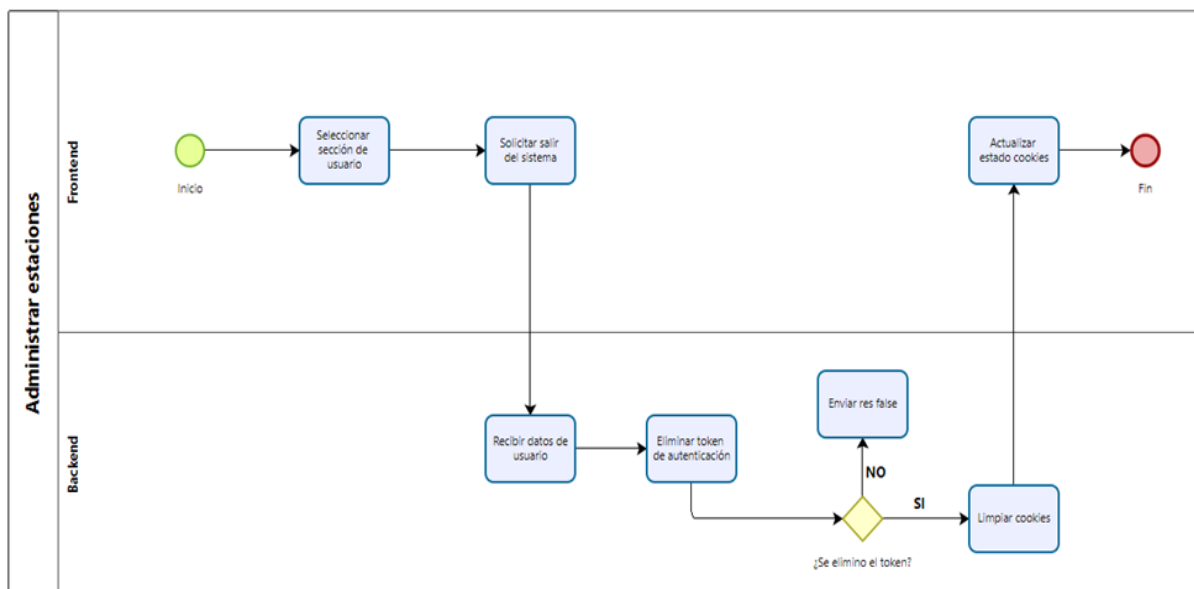 Administrar estaciones
Frontend
Inicio
Seleccionar
sección de
usuario
Solicitar salir
del sistema
Actualizar
estado cookies
Fin
Backend
Recibir datos de
usuario
Eliminar token
de autenticación
Enviar res false
NO
SI
¿Se elimino el token?
Limpiar cookies